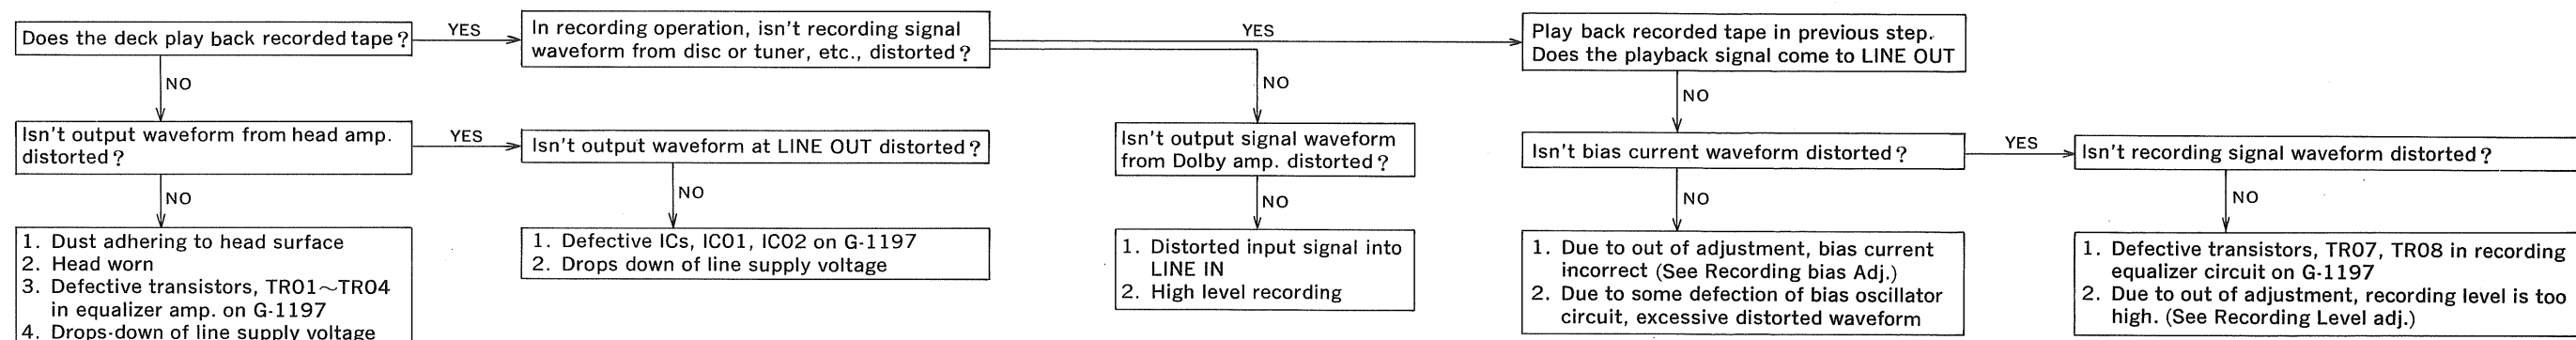 Does the deck play back recorded tape?
YES
In recording operation, isn't recording signal
waveform from disc or tuner, etc., distorted?
YES
Play back recorded tape in previous step.
Does the playback signal come to LINE OUT
NO
NO
NO
Isn't output waveform from head amp.
distorted?
YES
Isn't output waveform at LINE OUT distorted?
Isn't output signal waveform
from Dolby amp. distorted?
Isn't bias current waveform distorted?
YES
Isn't recording signal waveform distorted?
NO
NO
NO
NO
NO
1. Dust adhering to head surface
2. Head worn
3. Defective transistors, TR01~TR04
in equalizer amp. on G-1197
4. Drops-down of line supply voltage
1. Defective ICs, IC01, IC02 on G-1197
2. Drops down of line supply voltage
1. Distorted input signal into
LINE IN
2. High level recording
1. Due to out of adjustment, bias current
incorrect (See Recording bias Adj.)
2. Due to some defection of bias oscillator
circuit, excessive distorted waveform
1. Defective transistors, TR07, TR08 in recording
equalizer circuit on G-1197
2. Due to out of adjustment, recording level is too
high. (See Recording Level adj.)